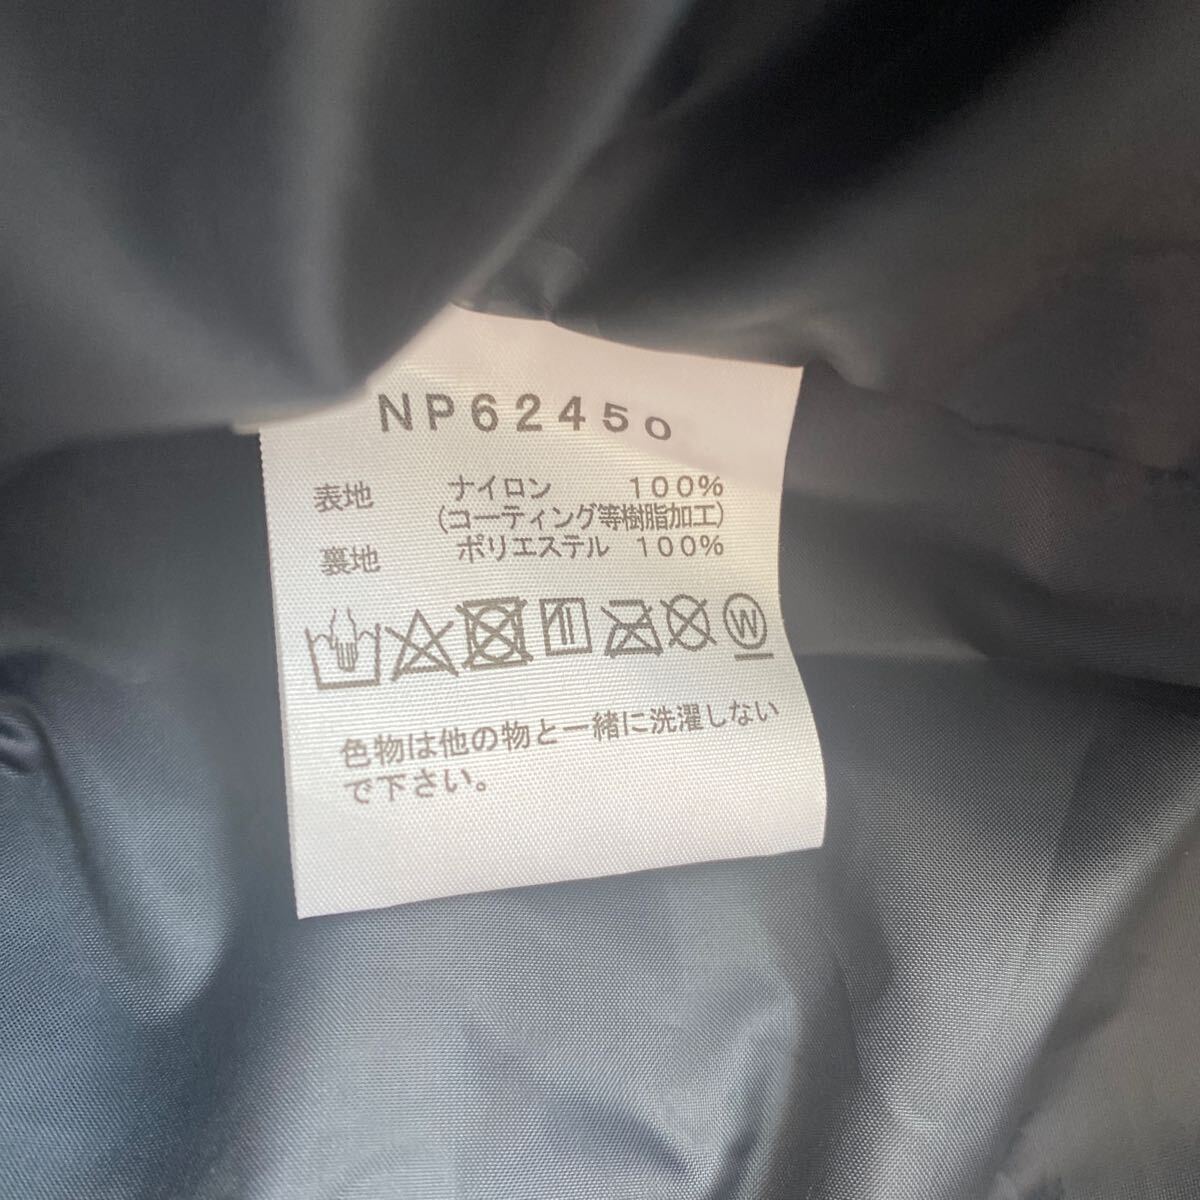 NP62450
表地 ナイロン 100%
(コーティング等樹脂加工)
裏地 ポリエステル 100%
W
色物は他の物と一緒に洗濯しない
で下さい。